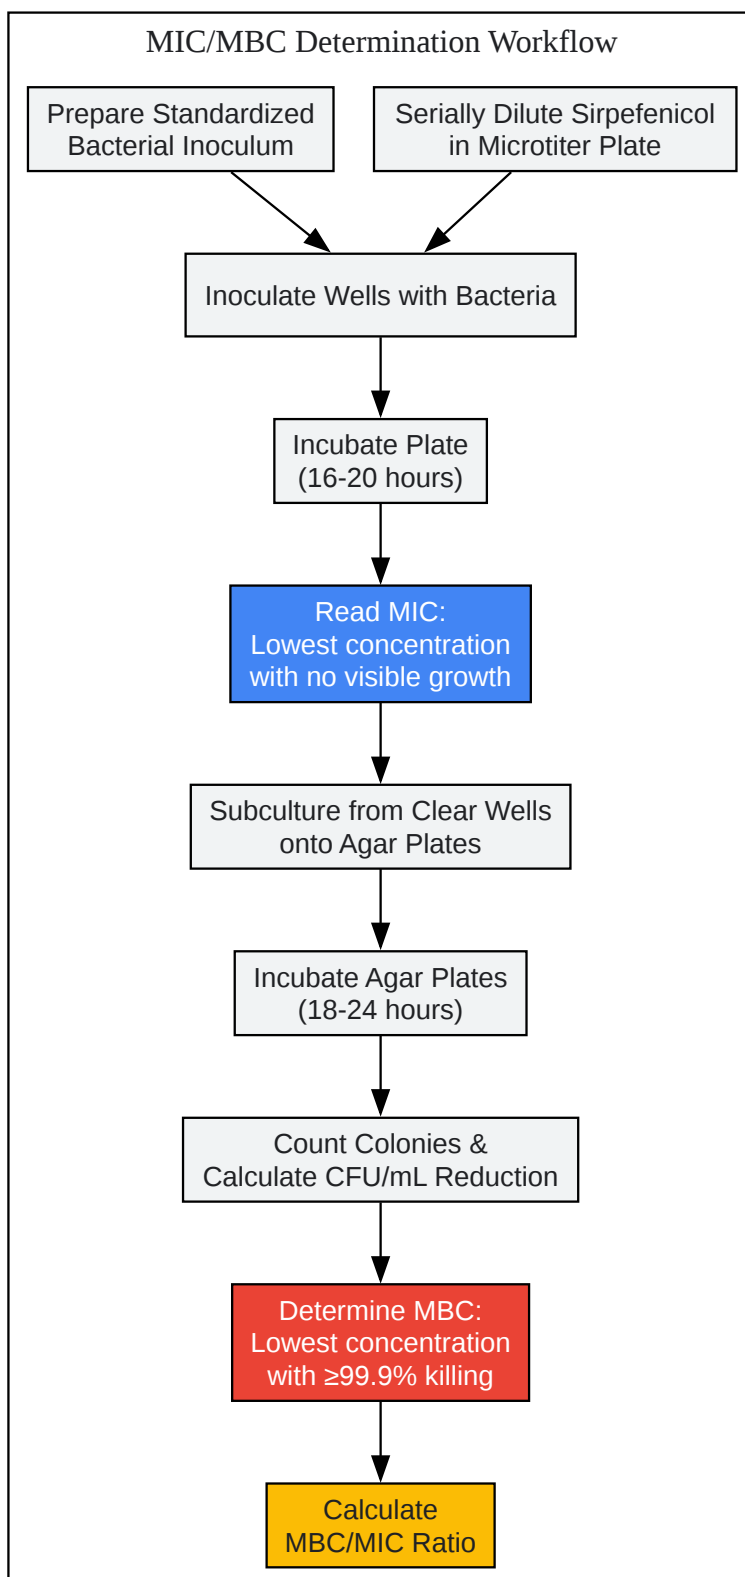 MIC/MBC Determination Workflow
Prepare Standardized
Bacterial Inoculum
Serially Dilute Sirpefenicol
in Microtiter Plate
Inoculate Wells with Bacteria
Incubate Plate
(16-20 hours)
Read MIC:
Lowest concentration
with no visible growth
Subculture from Clear Wells
onto Agar Plates
Incubate Agar Plates
(18-24 hours)
Count Colonies &
Calculate CFU/mL Reduction
Determine MBC:
Lowest concentration
with ≥99.9% killing
Calculate
MBC/MIC Ratio